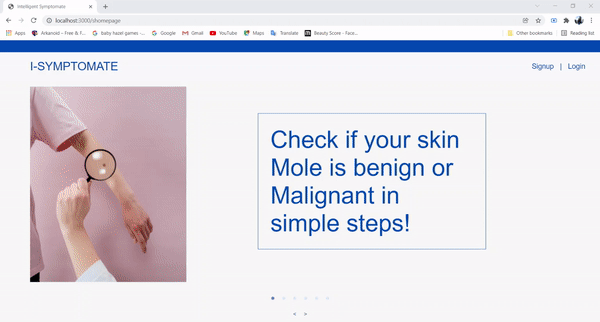 Intelligent Symptomate
localhost:3000/shomepage
Apps
Arkanoid – Free & F...
baby hazel games -...
Google
Gmail
YouTube
Maps
Translate
Beauty Score - Face...
Other bookmarks
Reading list
I-SYMPTOMATE
Signup | Login
Check if your skin
Mole is benign or
Malignant in
simple steps!